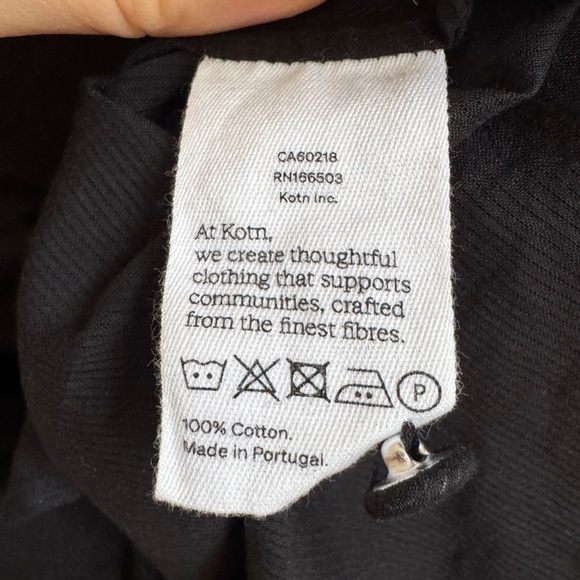 CA60218
RN166503
Kotn Inc.
At Kotn,
we create thoughtful
clothing that supports
communities, crafted
from the finest fibres.
P
100% Cotton.
Made in Portugal.